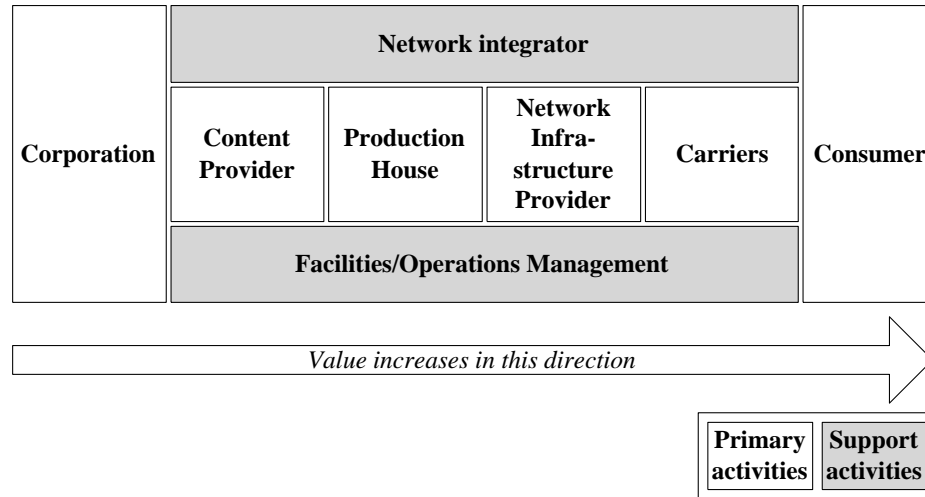 Network integrator
Corporation
Content
Provider
Production
House
Network
Infra-
structure
Provider
Carriers
Consumer
Facilities/Operations Management
Value increases in this direction
Primary
activities
Support
activities